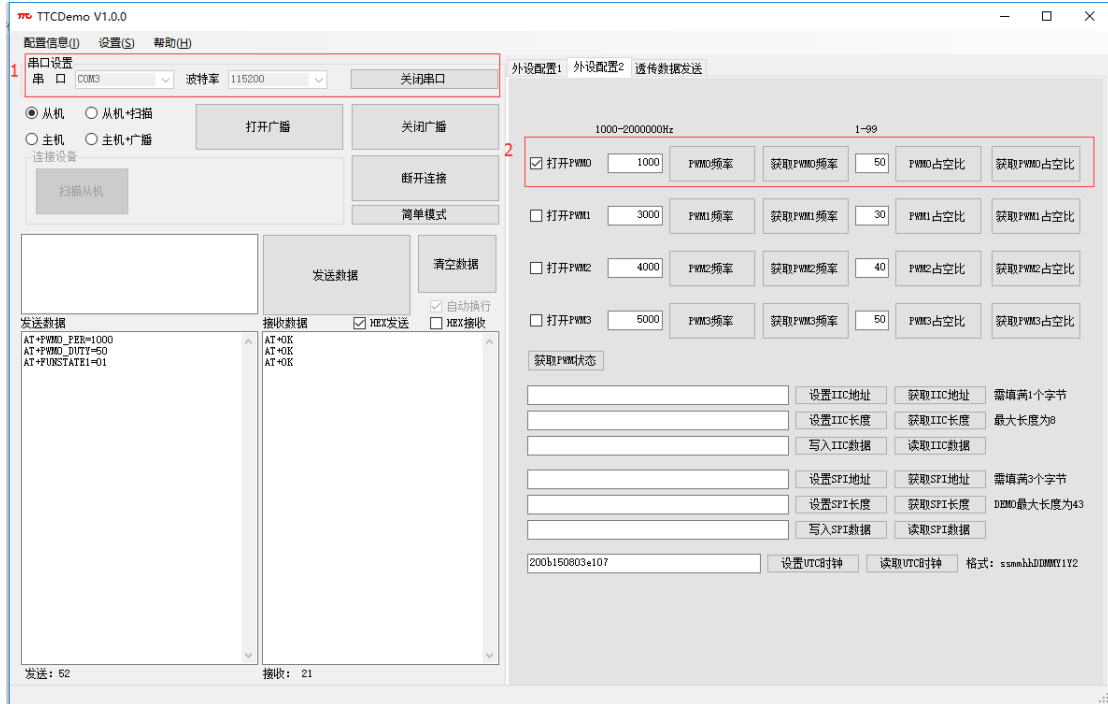 TTC TTCDemo V1.0.0
配置信息(I) 设置(S) 帮助(H)
1
串口设置
串 口 COM3 波特率 115200 关闭串口
从机 从机+扫描
主机 主机+广播
打开广播 关闭广播
连接设备
扫描从机
断开连接
简单模式
发送数据
清空数据
自动换行
发送数据 接收数据 HEX发送 HEX接收
AT+PWM0_PER=1000
AT+PWM0_DUTY=50
AT+FUNSTATE1=01
AT+OK
AT+OK
AT+OK
发送: 52 接收: 21
外设配置1 外设配置2 透传数据发送
1000-2000000Hz 1-99
2
打开PWM0 1000 PWM0频率 获取PWM0频率 50 PWM0占空比 获取PWM0占空比
打开PWM1 3000 PWM1频率 获取PWM1频率 30 PWM1占空比 获取PWM1占空比
打开PWM2 4000 PWM2频率 获取PWM2频率 40 PWM2占空比 获取PWM2占空比
打开PWM3 5000 PWM3频率 获取PWM3频率 50 PWM3占空比 获取PWM3占空比
获取PWM状态
设置IIC地址 获取IIC地址 需填满1个字节
设置IIC长度 获取IIC长度 最大长度为8
写入IIC数据 读取IIC数据
设置SPI地址 获取SPI地址 需填满3个字节
设置SPI长度 获取SPI长度 DEMO最大长度为43
写入SPI数据 读取SPI数据
200b150803e107 设置UTC时钟 读取UTC时钟 格式: ssmmhhDDMMY1Y2